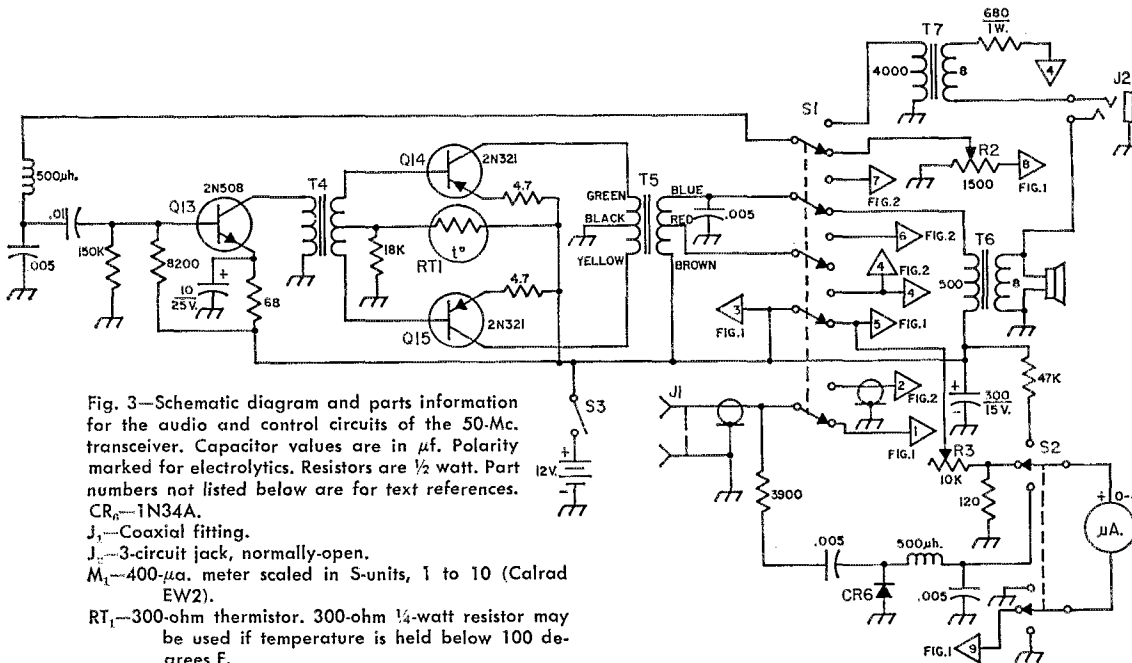 680
1W.
T7
4
4000
8
J2
S1
500µh.
Q14
2N321
R2
8
1500
FIG.1
7
FIG.2
2N508
Q13
T4
4.7
GREEN
T5
BLUE
.01
BLACK
RED
.005
6
FIG.2
.005
150K
8200
18K
RT1
t°
YELLOW
BROWN
4
FIG.2
T6
4
500
8
10
25V.
68
4.7
3
FIG.1
5
FIG.1
Q15
2N321
47K
2
FIG.2
300
15V.
J1
1
FIG.1
S3
S2
12V.
R3
10K
120
3900
0-4
µA.
.005
500µh.
CR6
.005
FIG.1
9
Fig. 3—Schematic diagram and parts information
for the audio and control circuits of the 50-Mc.
transceiver. Capacitor values are in µf. Polarity
marked for electrolytics. Resistors are ½ watt. Part
numbers not listed below are for text references.
CR₆—1N34A.
J₁—Coaxial fitting.
J₂—3-circuit jack, normally-open.
M₁—400-µa. meter scaled in S-units, 1 to 10 (Calrad
EW2).
RT₁—300-ohm thermistor. 300-ohm ¼-watt resistor may
be used if temperature is held below 100 de-
grees F.